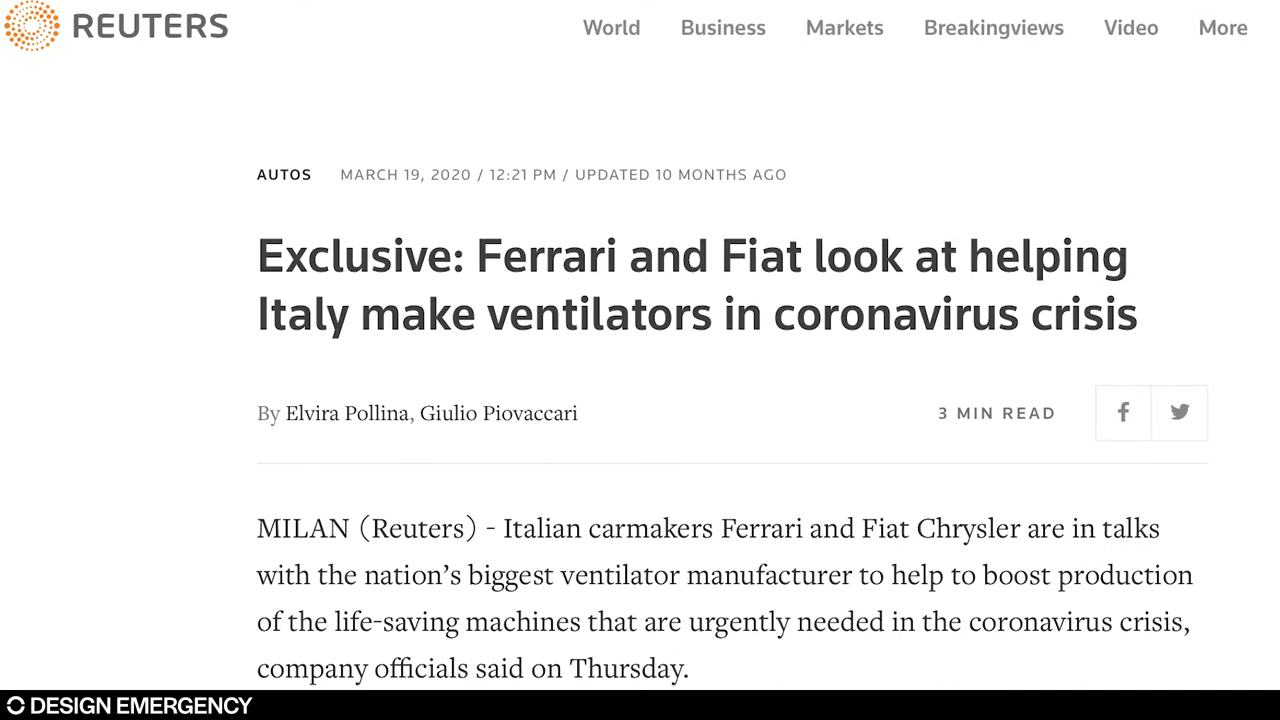 REUTERS
World Business Markets Breakingviews Video More
AUTOS MARCH 19, 2020 / 12:21 PM / UPDATED 10 MONTHS AGO
Exclusive: Ferrari and Fiat look at helping
Italy make ventilators in coronavirus crisis
By Elvira Pollina, Giulio Piovaccari
3 MIN READ
MILAN (Reuters) - Italian carmakers Ferrari and Fiat Chrysler are in talks
with the nation’s biggest ventilator manufacturer to help to boost production
of the life-saving machines that are urgently needed in the coronavirus crisis,
company officials said on Thursday.
DESIGN EMERGENCY